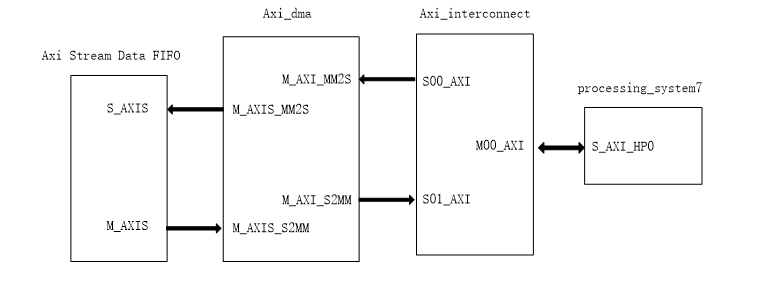 Axi_dma
Axi_interconnect
Axi Stream Data FIFO
processing_system7
M_AXI_MM2S
S00_AXI
S_AXIS
M_AXIS_MM2S
M00_AXI
S_AXI_HP0
M_AXI_S2MM
S01_AXI
M_AXIS
M_AXIS_S2MM